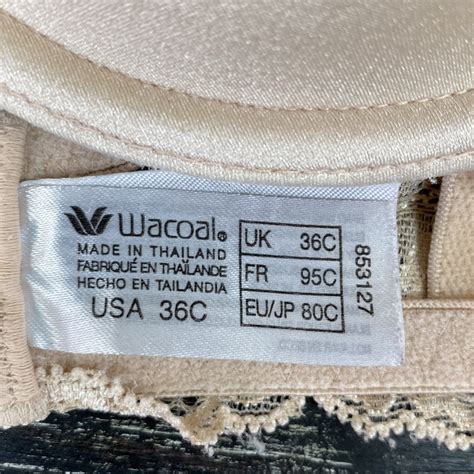 Wacoal®
MADE IN THAILAND
FABRIQUÉ EN THAÏLANDE
HECHO EN TAILANDIA
USA 36C
UK 36C
FR 95C
EU/JP 80C
853127